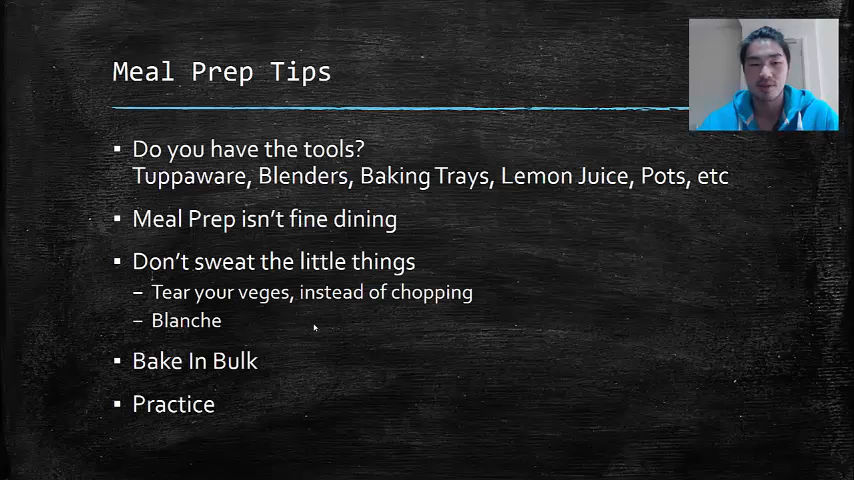 Meal Prep Tips
▪ Do you have the tools?
Tuppaware, Blenders, Baking Trays, Lemon Juice, Pots, etc
▪ Meal Prep isn't fine dining
▪ Don't sweat the little things
– Tear your veges, instead of chopping
– Blanche
▪ Bake In Bulk
▪ Practice